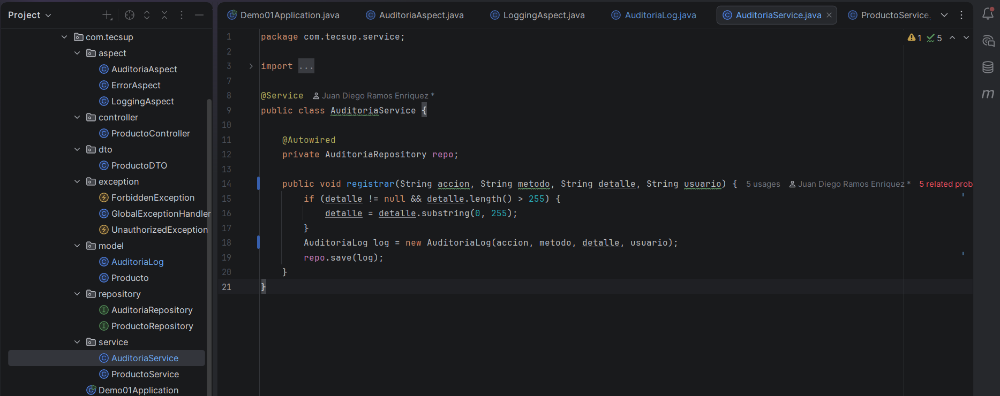 Project
com.tecsup
aspect
AuditoriaAspect
ErrorAspect
LoggingAspect
controller
ProductoController
dto
ProductoDTO
exception
ForbiddenException
GlobalExceptionHandler
UnauthorizedException
model
AuditoriaLog
Producto
repository
AuditoriaRepository
ProductoRepository
service
AuditoriaService
ProductoService
Demo01Application
Demo01Application.java AuditoriaAspect.java LoggingAspect.java AuditoriaLog.java AuditoriaService.java ProductoService.
1 package com.tecsup.service; 1 5
2
3 import ...
7
8 @Service Juan Diego Ramos Enriquez *
9 public class AuditoriaService {
10
11 @Autowired
12 private AuditoriaRepository repo;
13
14 public void registrar(String accion, String metodo, String detalle, String usuario) { 5 usages Juan Diego Ramos Enriquez * 5 related prob
15 if (detalle != null && detalle.length() > 255) {
16 detalle = detalle.substring(0, 255);
17 }
18 AuditoriaLog log = new AuditoriaLog(accion, metodo, detalle, usuario);
19 repo.save(log);
20 }
21 }
m